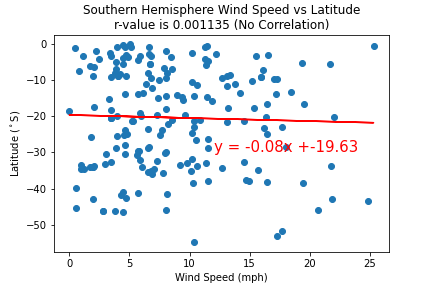 Southern Hemisphere Wind Speed vs Latitude
r-value is 0.001135 (No Correlation)
0
−10
−20
−30
−40
−50
Latitude (°S)
y = -0.08x +-19.63
0
5
10
15
20
25
Wind Speed (mph)